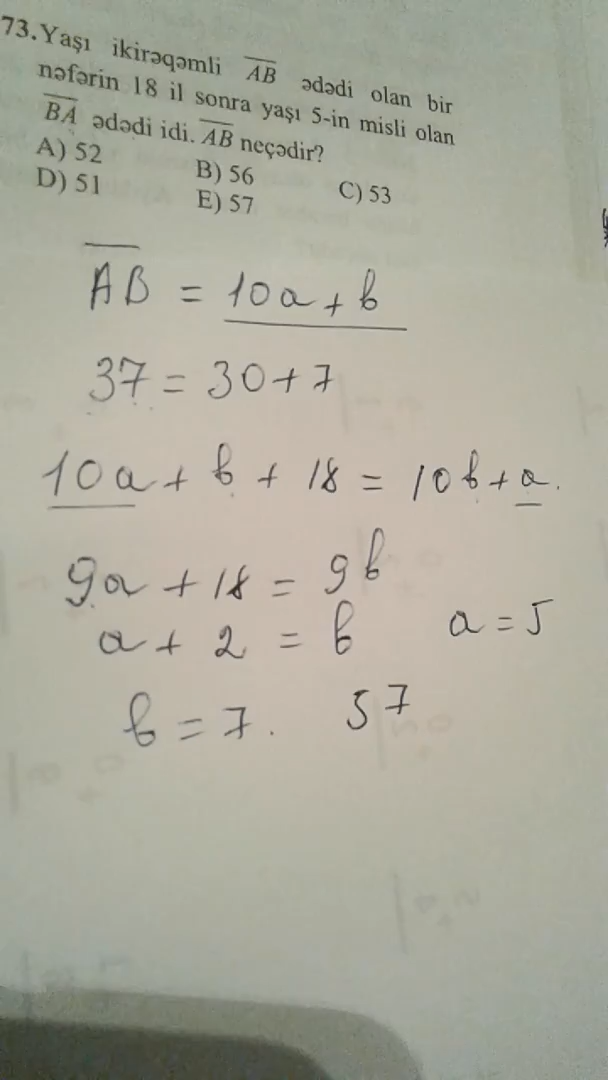 73. Yaşı ikirəqəmli AB ədədi olan bir
nəfərin 18 il sonra yaşı 5-in misli olan
BA ədədi idi. AB neçədir?
A) 52 B) 56 C) 53
D) 51 E) 57
AB = 10a + b
37 = 30 + 7
10a + b + 18 = 10b + a.
9a + 18 = 9b
a + 2 = b a = 5
b = 7. 57